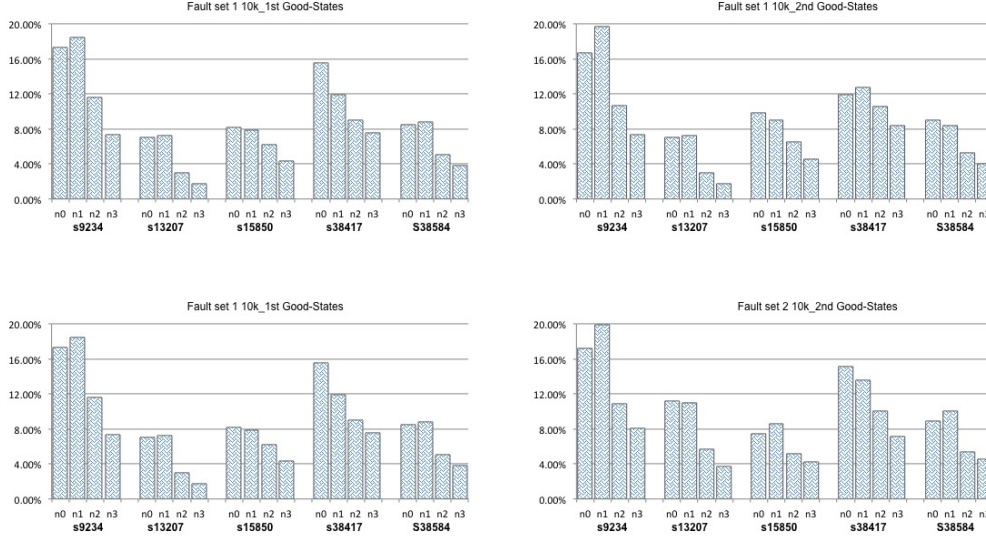 Fault set 1 10k_1st Good-States
20.00%
16.00%
12.00%
8.00%
4.00%
0.00%
n0 n1 n2 n3 n0 n1 n2 n3 n0 n1 n2 n3 n0 n1 n2 n3 n0 n1 n2 n3
s9234 s13207 s15850 s38417 S38584
Fault set 1 10k_2nd Good-States
20.00%
16.00%
12.00%
8.00%
4.00%
0.00%
n0 n1 n2 n3 n0 n1 n2 n3 n0 n1 n2 n3 n0 n1 n2 n3 n0 n1 n2 n3
s9234 s13207 s15850 s38417 S38584
Fault set 1 10k_1st Good-States
20.00%
16.00%
12.00%
8.00%
4.00%
0.00%
n0 n1 n2 n3 n0 n1 n2 n3 n0 n1 n2 n3 n0 n1 n2 n3 n0 n1 n2 n3
s9234 s13207 s15850 s38417 S38584
Fault set 2 10k_2nd Good-States
20.00%
16.00%
12.00%
8.00%
4.00%
0.00%
n0 n1 n2 n3 n0 n1 n2 n3 n0 n1 n2 n3 n0 n1 n2 n3 n0 n1 n2 n3
s9234 s13207 s15850 s38417 S38584